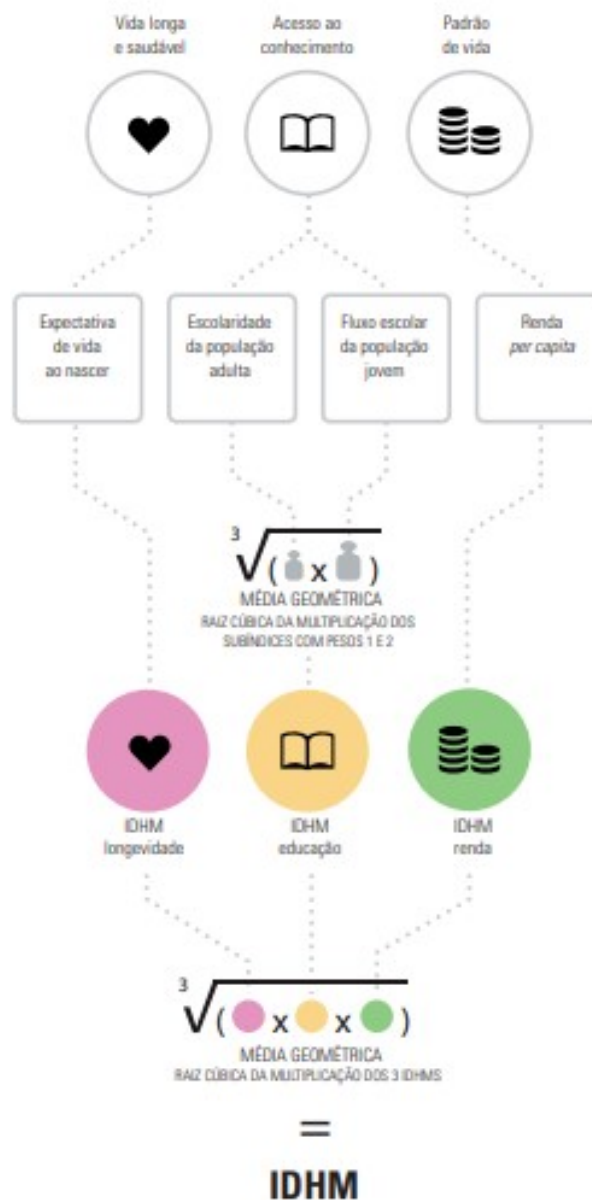 Vida longa
e saudável
Acesso ao
conhecimento
Padrão
de vida
Expectativa
de vida
ao nascer
Escolaridade
da população
adulta
Fluxo escolar
da população
jovem
Renda
per capita
3
√( x )
MÉDIA GEOMÉTRICA
RAIZ CÚBICA DA MULTIPLICAÇÃO DOS
SUBÍNDICES COM PESOS 1 E 2
IDHM
longevidade
IDHM
educação
IDHM
renda
3
√( x x )
MÉDIA GEOMÉTRICA
RAIZ CÚBICA DA MULTIPLICAÇÃO DOS 3 IDHMS
=
IDHM